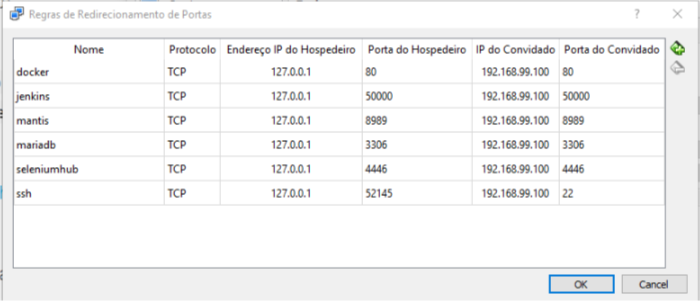 Regras de Redirecionamento de Portas
Nome Protocolo Endereço IP do Hospedeiro Porta do Hospedeiro IP do Convidado Porta do Convidado
docker TCP 127.0.0.1 80 192.168.99.100 80
jenkins TCP 127.0.0.1 50000 192.168.99.100 50000
mantis TCP 127.0.0.1 8989 192.168.99.100 8989
mariadb TCP 127.0.0.1 3306 192.168.99.100 3306
seleniumhub TCP 127.0.0.1 4446 192.168.99.100 4446
ssh TCP 127.0.0.1 52145 192.168.99.100 22
OK Cancel